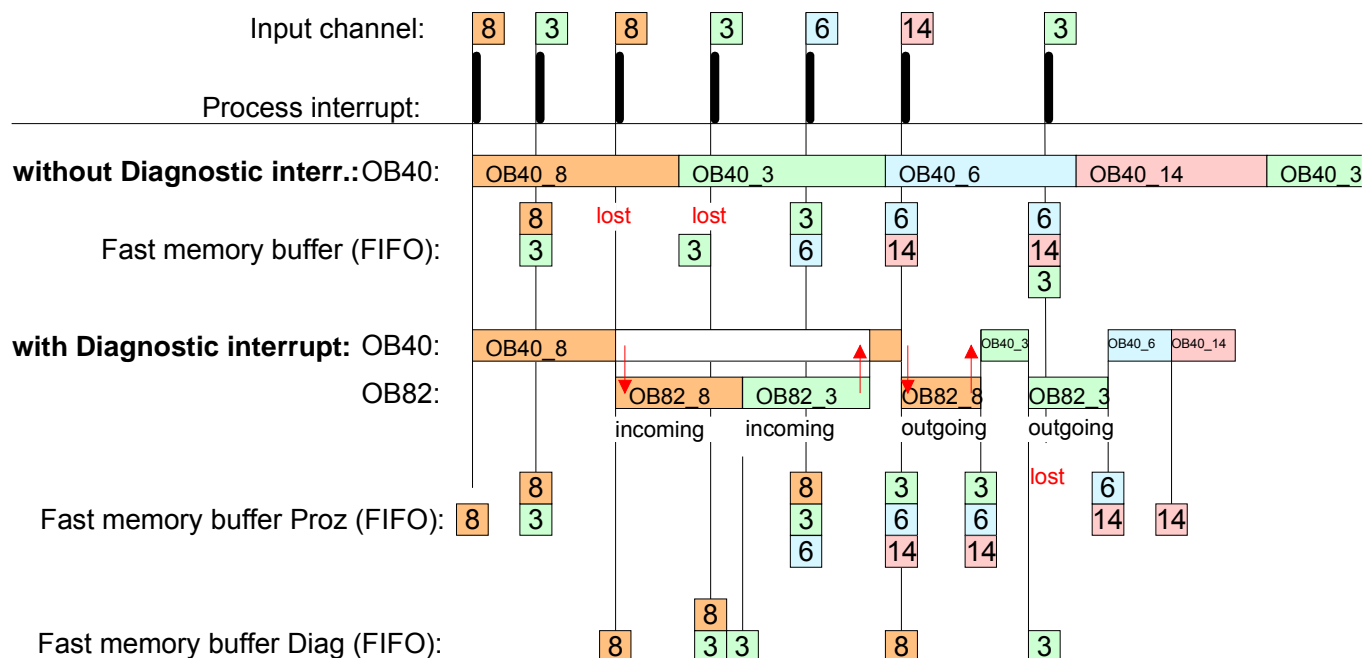 Input channel: 8 3 8 3 6 14 3
Process interrupt:
without Diagnostic interr.: OB40: OB40_8 OB40_3 OB40_6 OB40_14 OB40_3
8 lost lost 3 6 6
Fast memory buffer (FIFO): 3 3 6 14 14
3
with Diagnostic interrupt: OB40: OB40_8 OB40_3 OB40_6 OB40_14
OB82: OB82_8 OB82_3 OB82_8 OB82_3
incoming incoming outgoing outgoing
8 8 3 3 lost 6
Fast memory buffer Proz (FIFO): 8 3 3 6 6 14 14
6 14 14
8
Fast memory buffer Diag (FIFO): 8 3 3 8 3